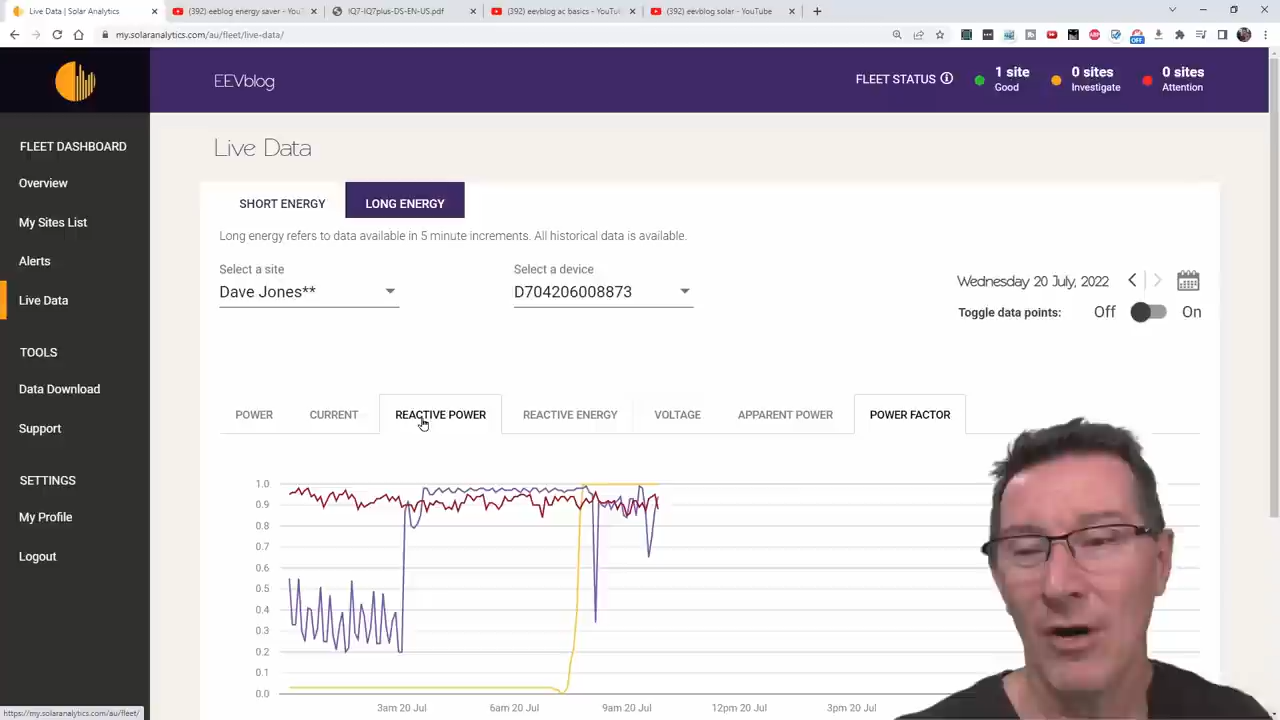 Live Data | Solar Analytics
(392) eeblog energy saver - YouT
IQ7-IQ7plus-DS-EN-US.pdf
(392) eevblog ac basics - YouTub
(392) eevblog solar - YouTube
my.solaranalytics.com/au/fleet/live-data/
OFF
EEVblog
FLEET STATUS
1 site
Good
0 sites
Investigate
0 sites
Attention
FLEET DASHBOARD
Overview
My Sites List
Alerts
Live Data
TOOLS
Data Download
Support
SETTINGS
My Profile
Logout
Live Data
SHORT ENERGY
LONG ENERGY
Long energy refers to data available in 5 minute increments. All historical data is available.
Select a site
Dave Jones**
Select a device
D704206008873
Wednesday 20 July, 2022
Toggle data points: Off On
POWER
CURRENT
REACTIVE POWER
REACTIVE ENERGY
VOLTAGE
APPARENT POWER
POWER FACTOR
1.0
0.9
0.8
0.7
0.6
0.5
0.4
0.3
0.2
0.1
0.0
3am 20 Jul
6am 20 Jul
9am 20 Jul
12pm 20 Jul
3pm 20 Jul
https://my.solaranalytics.com/au/fleet/